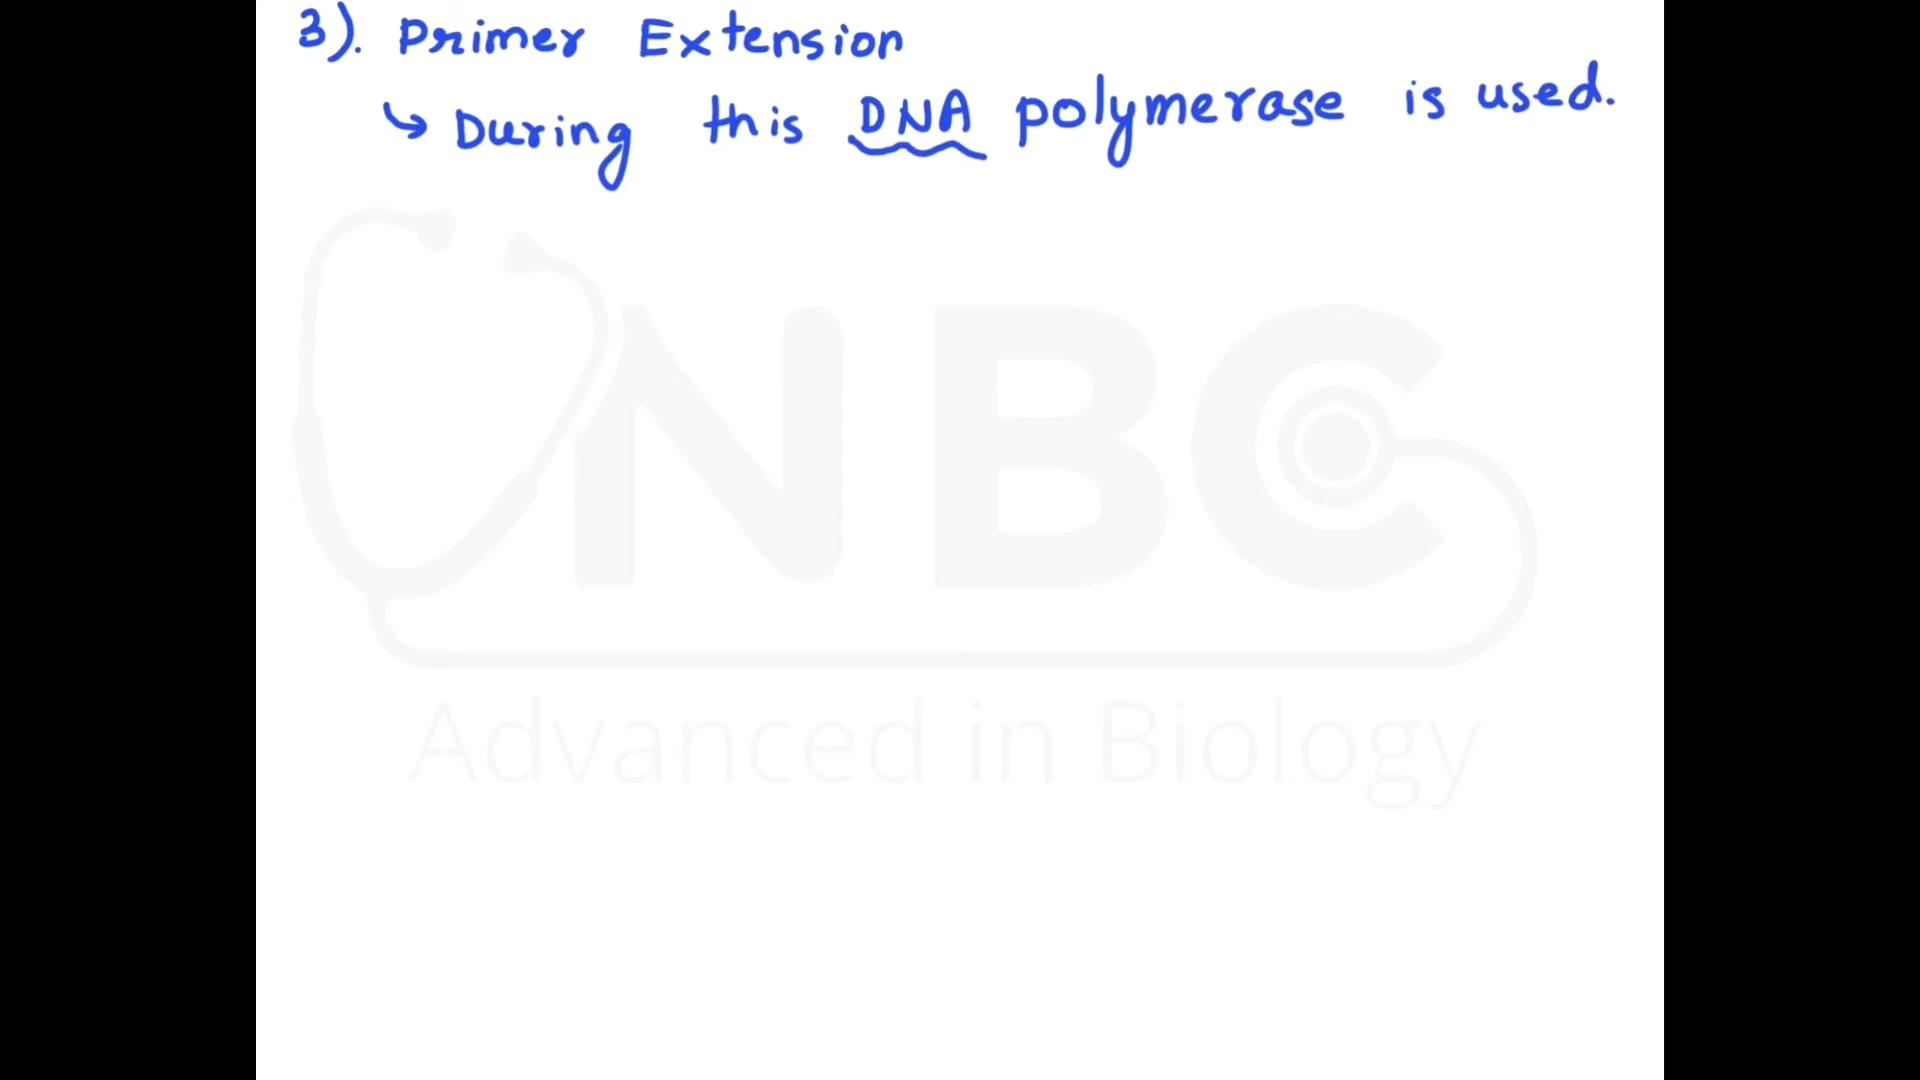 3). Primer Extension
↳ During this DNA polymerase is used.
NBC
Advanced in Biology